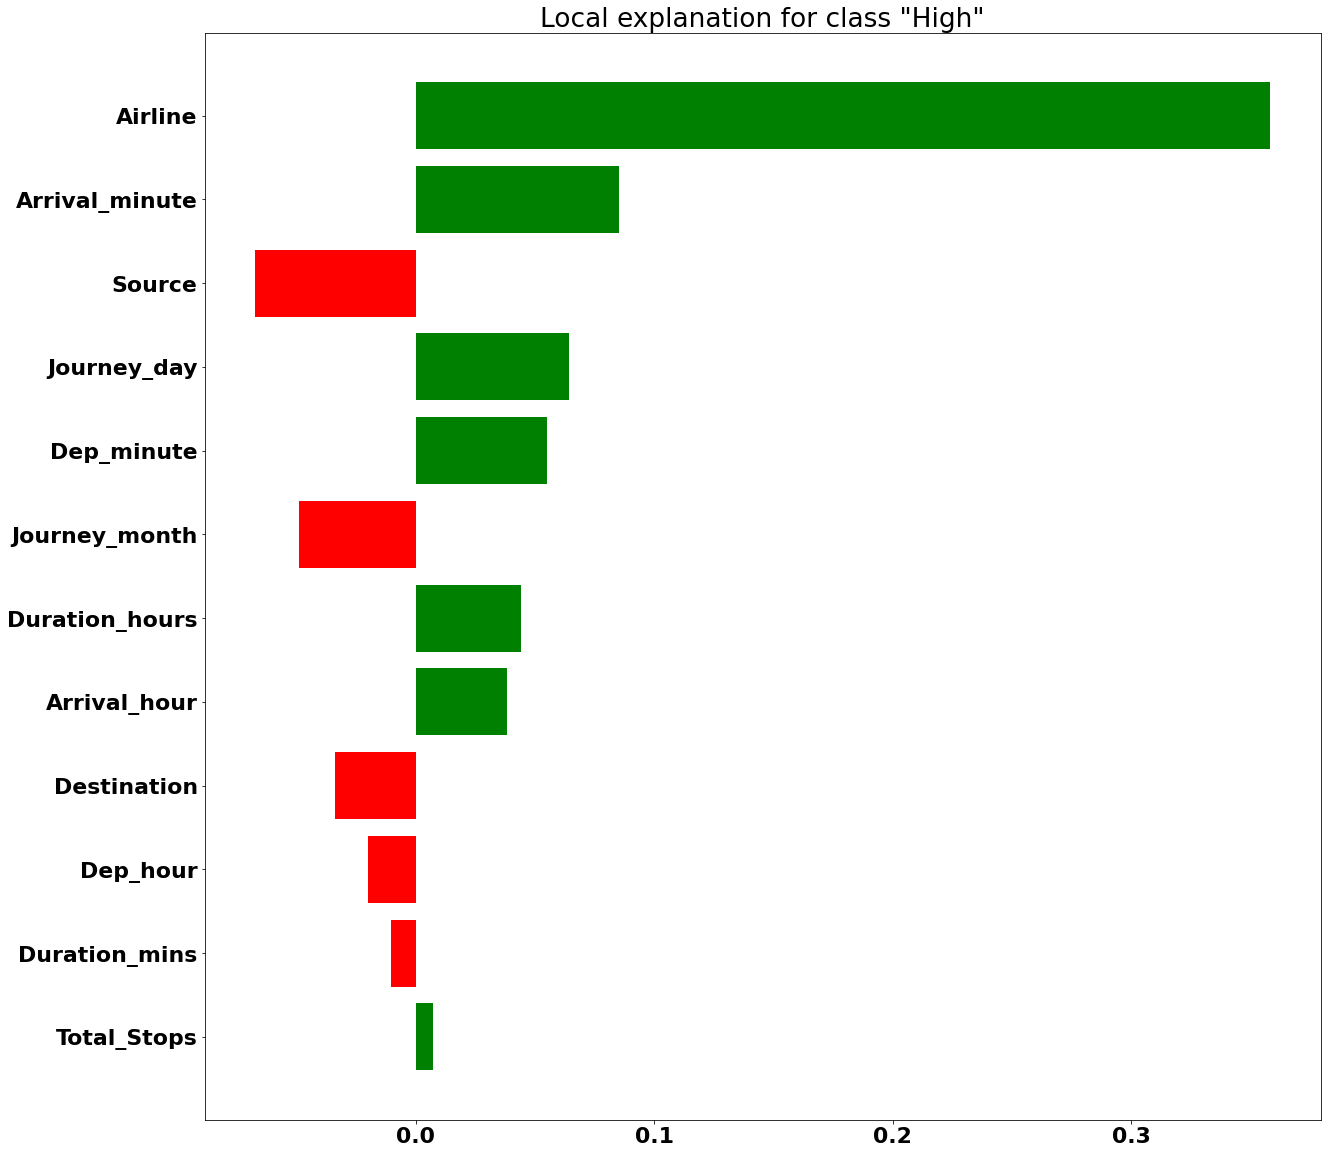 Local explanation for class "High"
Airline
Arrival_minute
Source
Journey_day
Dep_minute
Journey_month
Duration_hours
Arrival_hour
Destination
Dep_hour
Duration_mins
Total_Stops
0.0 0.1 0.2 0.3